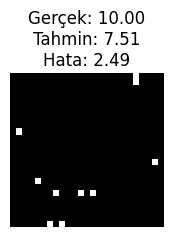 Gerçek: 10.00
Tahmin: 7.51
Hata: 2.49